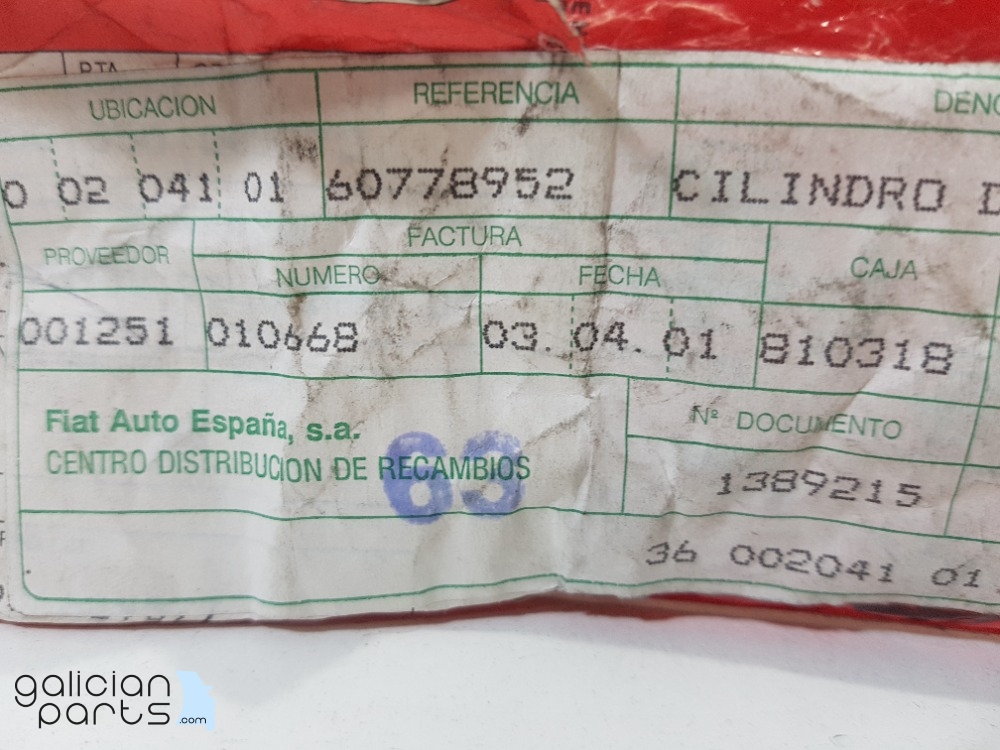 UBICACION REFERENCIA
02 041 01 60778952 CILINDRO
PROVEEDOR FACTURA CAJA
NUMERO FECHA
001251 010668 03. 04. 01 810318
Fiat Auto España, s.a. Nº DOCUMENTO
CENTRO DISTRIBUCION DE RECAMBIOS
63
1389215
36 002041 01
galician
parts.com